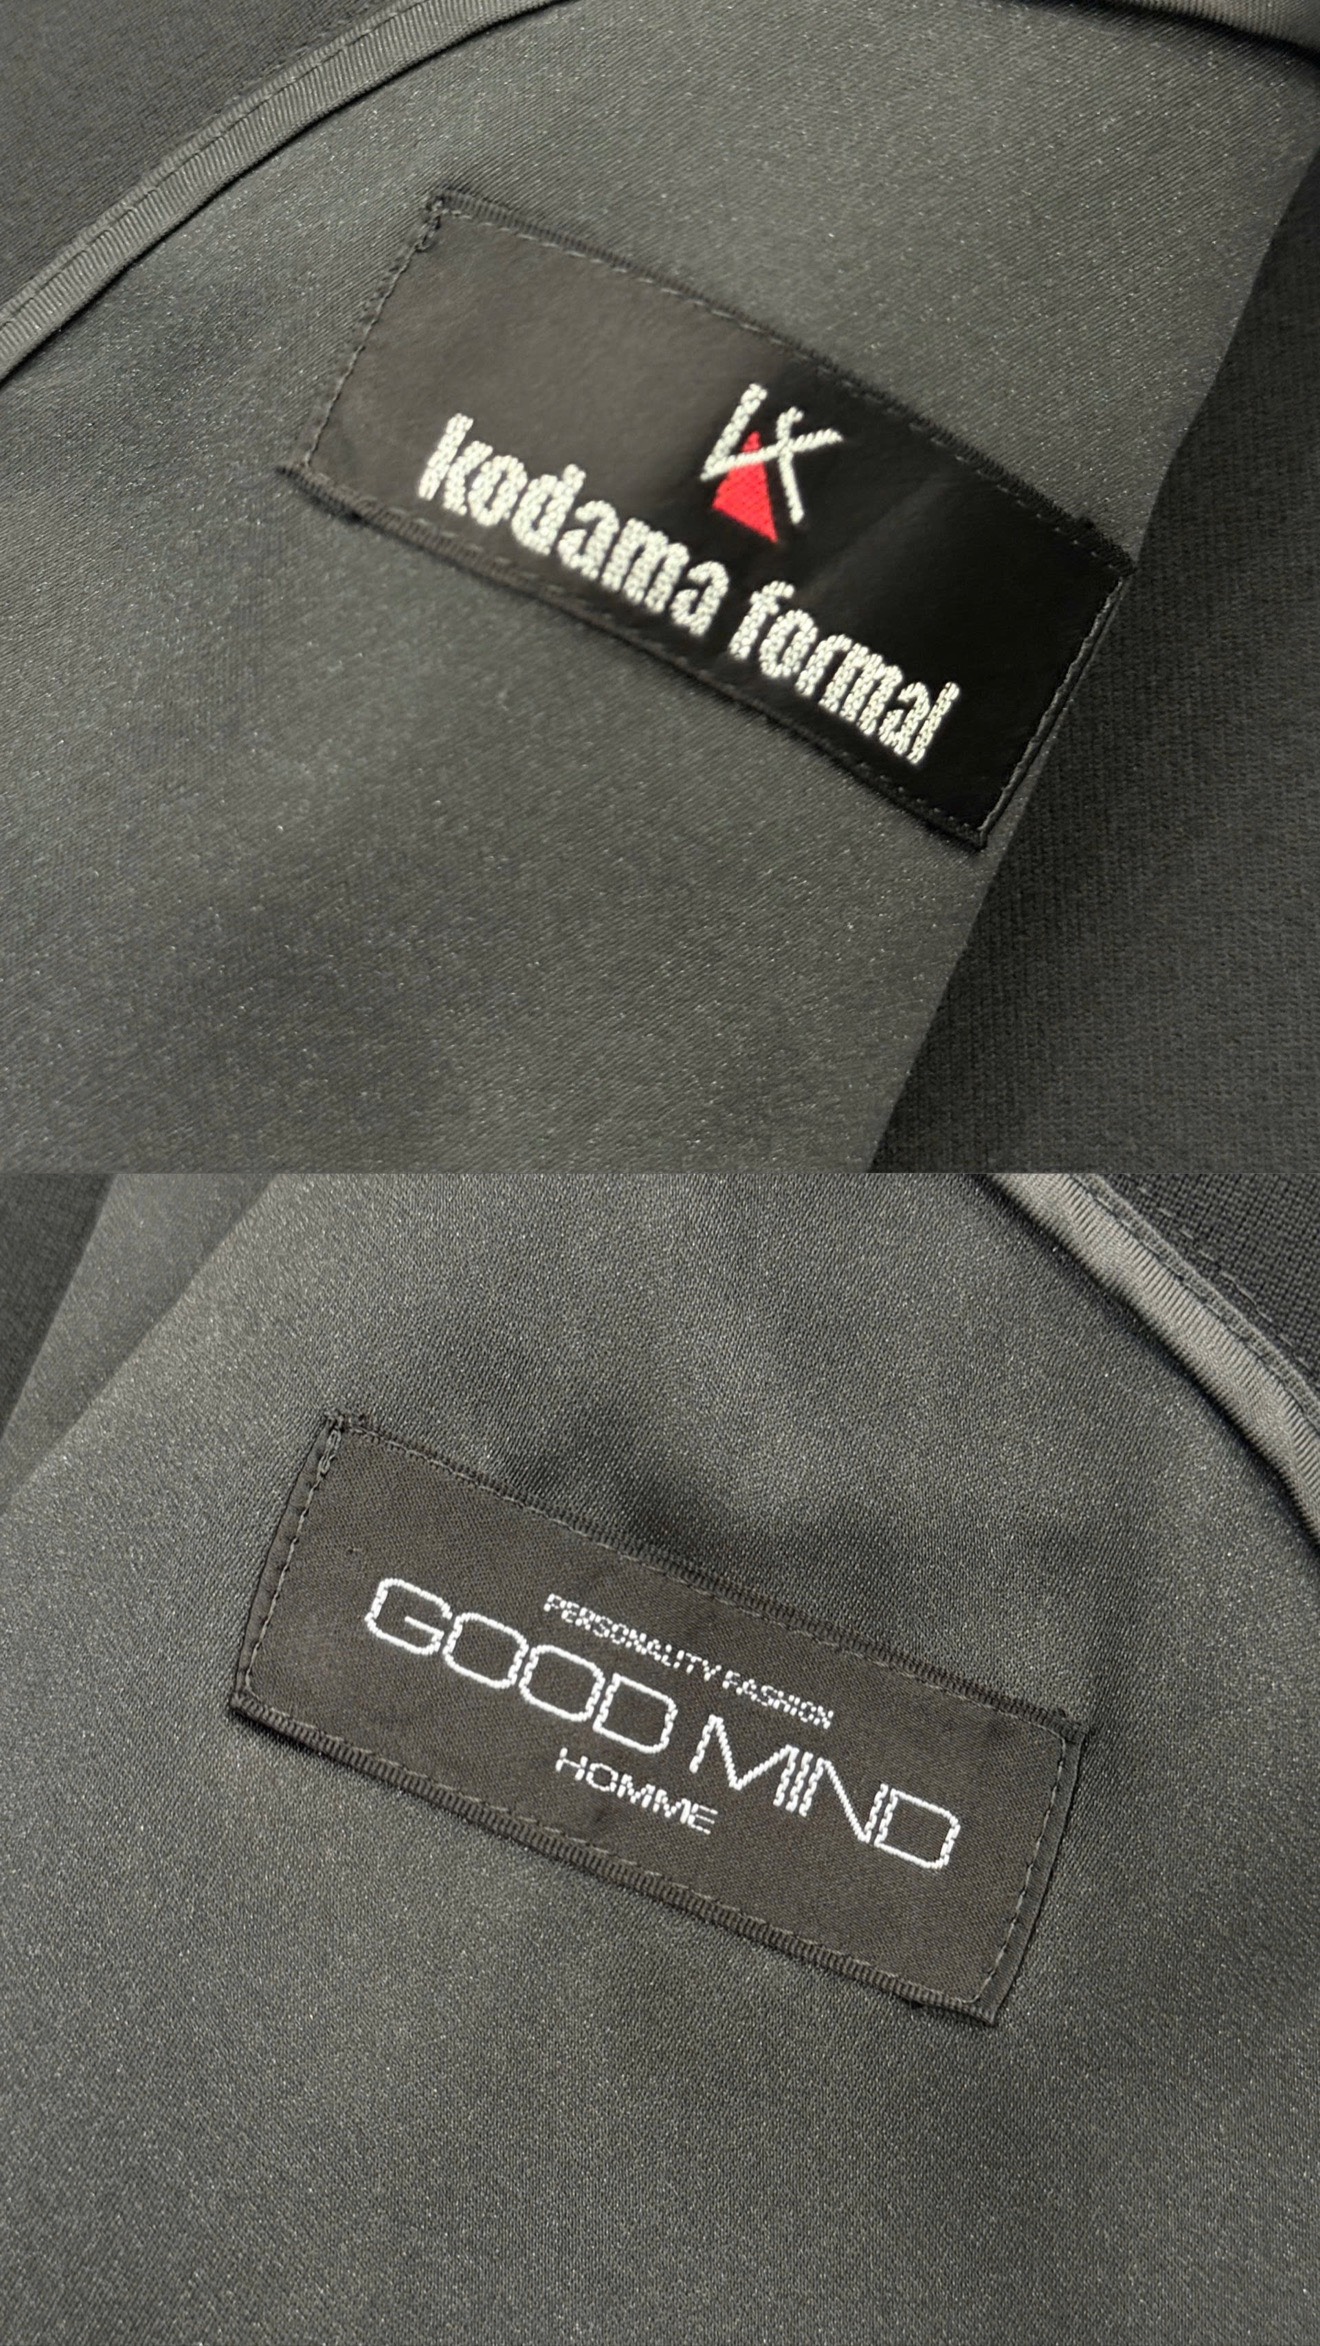 kodama formal
PERSONALITY FASHION
GOOD MIND
HOMME